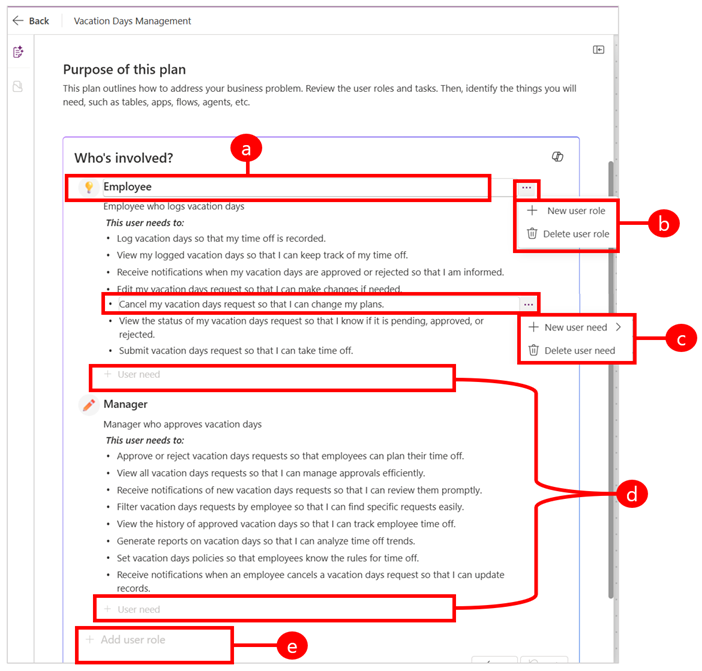 Back Vacation Days Management
Purpose of this plan
This plan outlines how to address your business problem. Review the user roles and tasks. Then, identify the things you will
need, such as tables, apps, flows, agents, etc.
Who's involved?
a
Employee
...
Employee who logs vacation days
+ New user role
This user needs to:
Delete user role
b
• Log vacation days so that my time off is recorded.
• View my logged vacation days so that I can keep track of my time off.
• Receive notifications when my vacation days are approved or rejected so that I am informed.
• Edit my vacation days request so that I can make changes if needed.
• Cancel my vacation days request so that I can change my plans.
...
• View the status of my vacation days request so that I know if it is pending, approved, or
rejected.
+ New user need >
Delete user need
c
• Submit vacation days request so that I can take time off.
+ User need
Manager
Manager who approves vacation days
This user needs to:
• Approve or reject vacation days requests so that employees can plan their time off.
• View all vacation days requests so that I can manage approvals efficiently.
• Receive notifications of new vacation days requests so that I can review them promptly.
d
• Filter vacation days requests by employee so that I can find specific requests easily.
• View the history of approved vacation days so that I can track employee time off.
• Generate reports on vacation days so that I can analyze time off trends.
• Set vacation days policies so that employees know the rules for time off.
• Receive notifications when an employee cancels a vacation days request so that I can update
records.
+ User need
+ Add user role
e